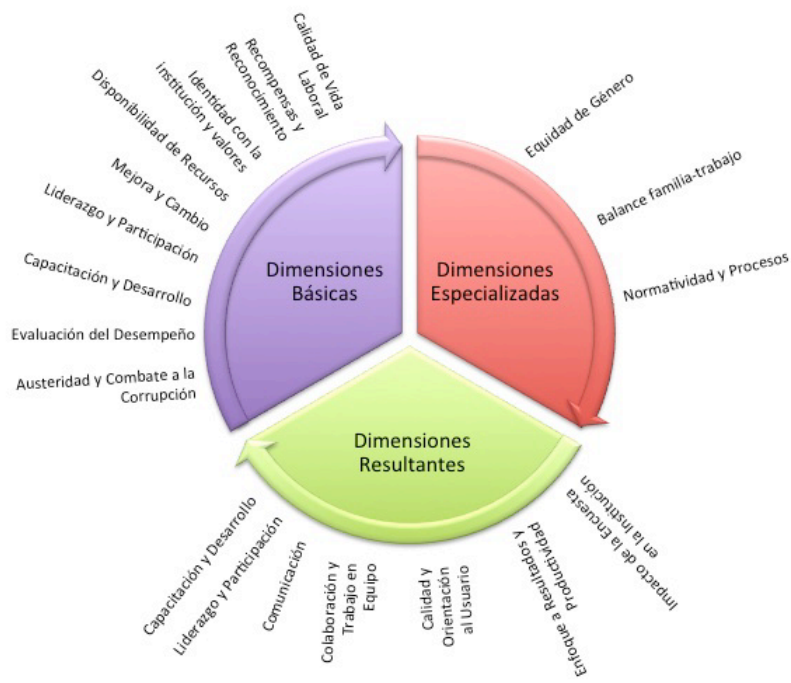 Calidad de Vida
Laboral
Recompensas y
Reconocimiento
Identidad con la
institución y valores
Disponibilidad de Recursos
Mejora y Cambio
Liderazgo y Participación
Capacitación y Desarrollo
Evaluación del Desempeño
Austeridad y Combate a la
Corrupción
Dimensiones
Básicas
Equidad de Género
Balance familia-trabajo
Normatividad y Procesos
Dimensiones
Especializadas
Dimensiones
Resultantes
Capacitación y Desarrollo
Liderazgo y Participación
Comunicación
Colaboración y
Trabajo en
Equipo
Calidad y
Orientación
al Usuario
Enfoque a Resultados y
Productividad
Impacto de la Encuesta
en la Institución